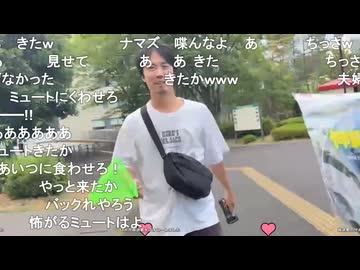 きたw ナマズ 喋んなよ あ ちっさw
見せて あ あ きた ちっさ
なかった きたかwww 夫婦
ミュートにくわせろ
ー!!
ああああああ
ュートきたか
あいつに食わせろ！
やっと来たか
バックれやろう
怖がるミュートはよ